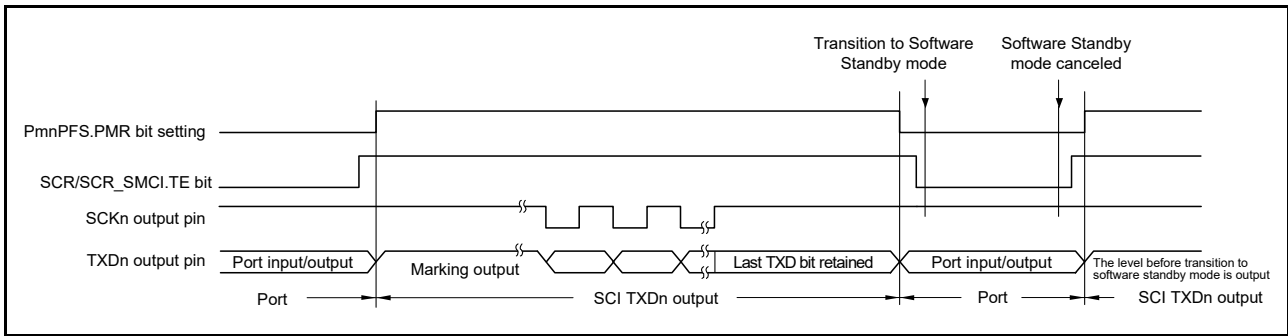 Transition to Software
Standby mode
Software Standby
mode canceled
PmnPFS.PMR bit setting
SCR/SCR_SMCI.TE bit
SCKn output pin
TXDn output pin
Port input/output
Marking output
Last TXD bit retained
Port input/output
The level before transition to
software standby mode is output
Port
SCI TXDn output
Port
SCI TXDn output